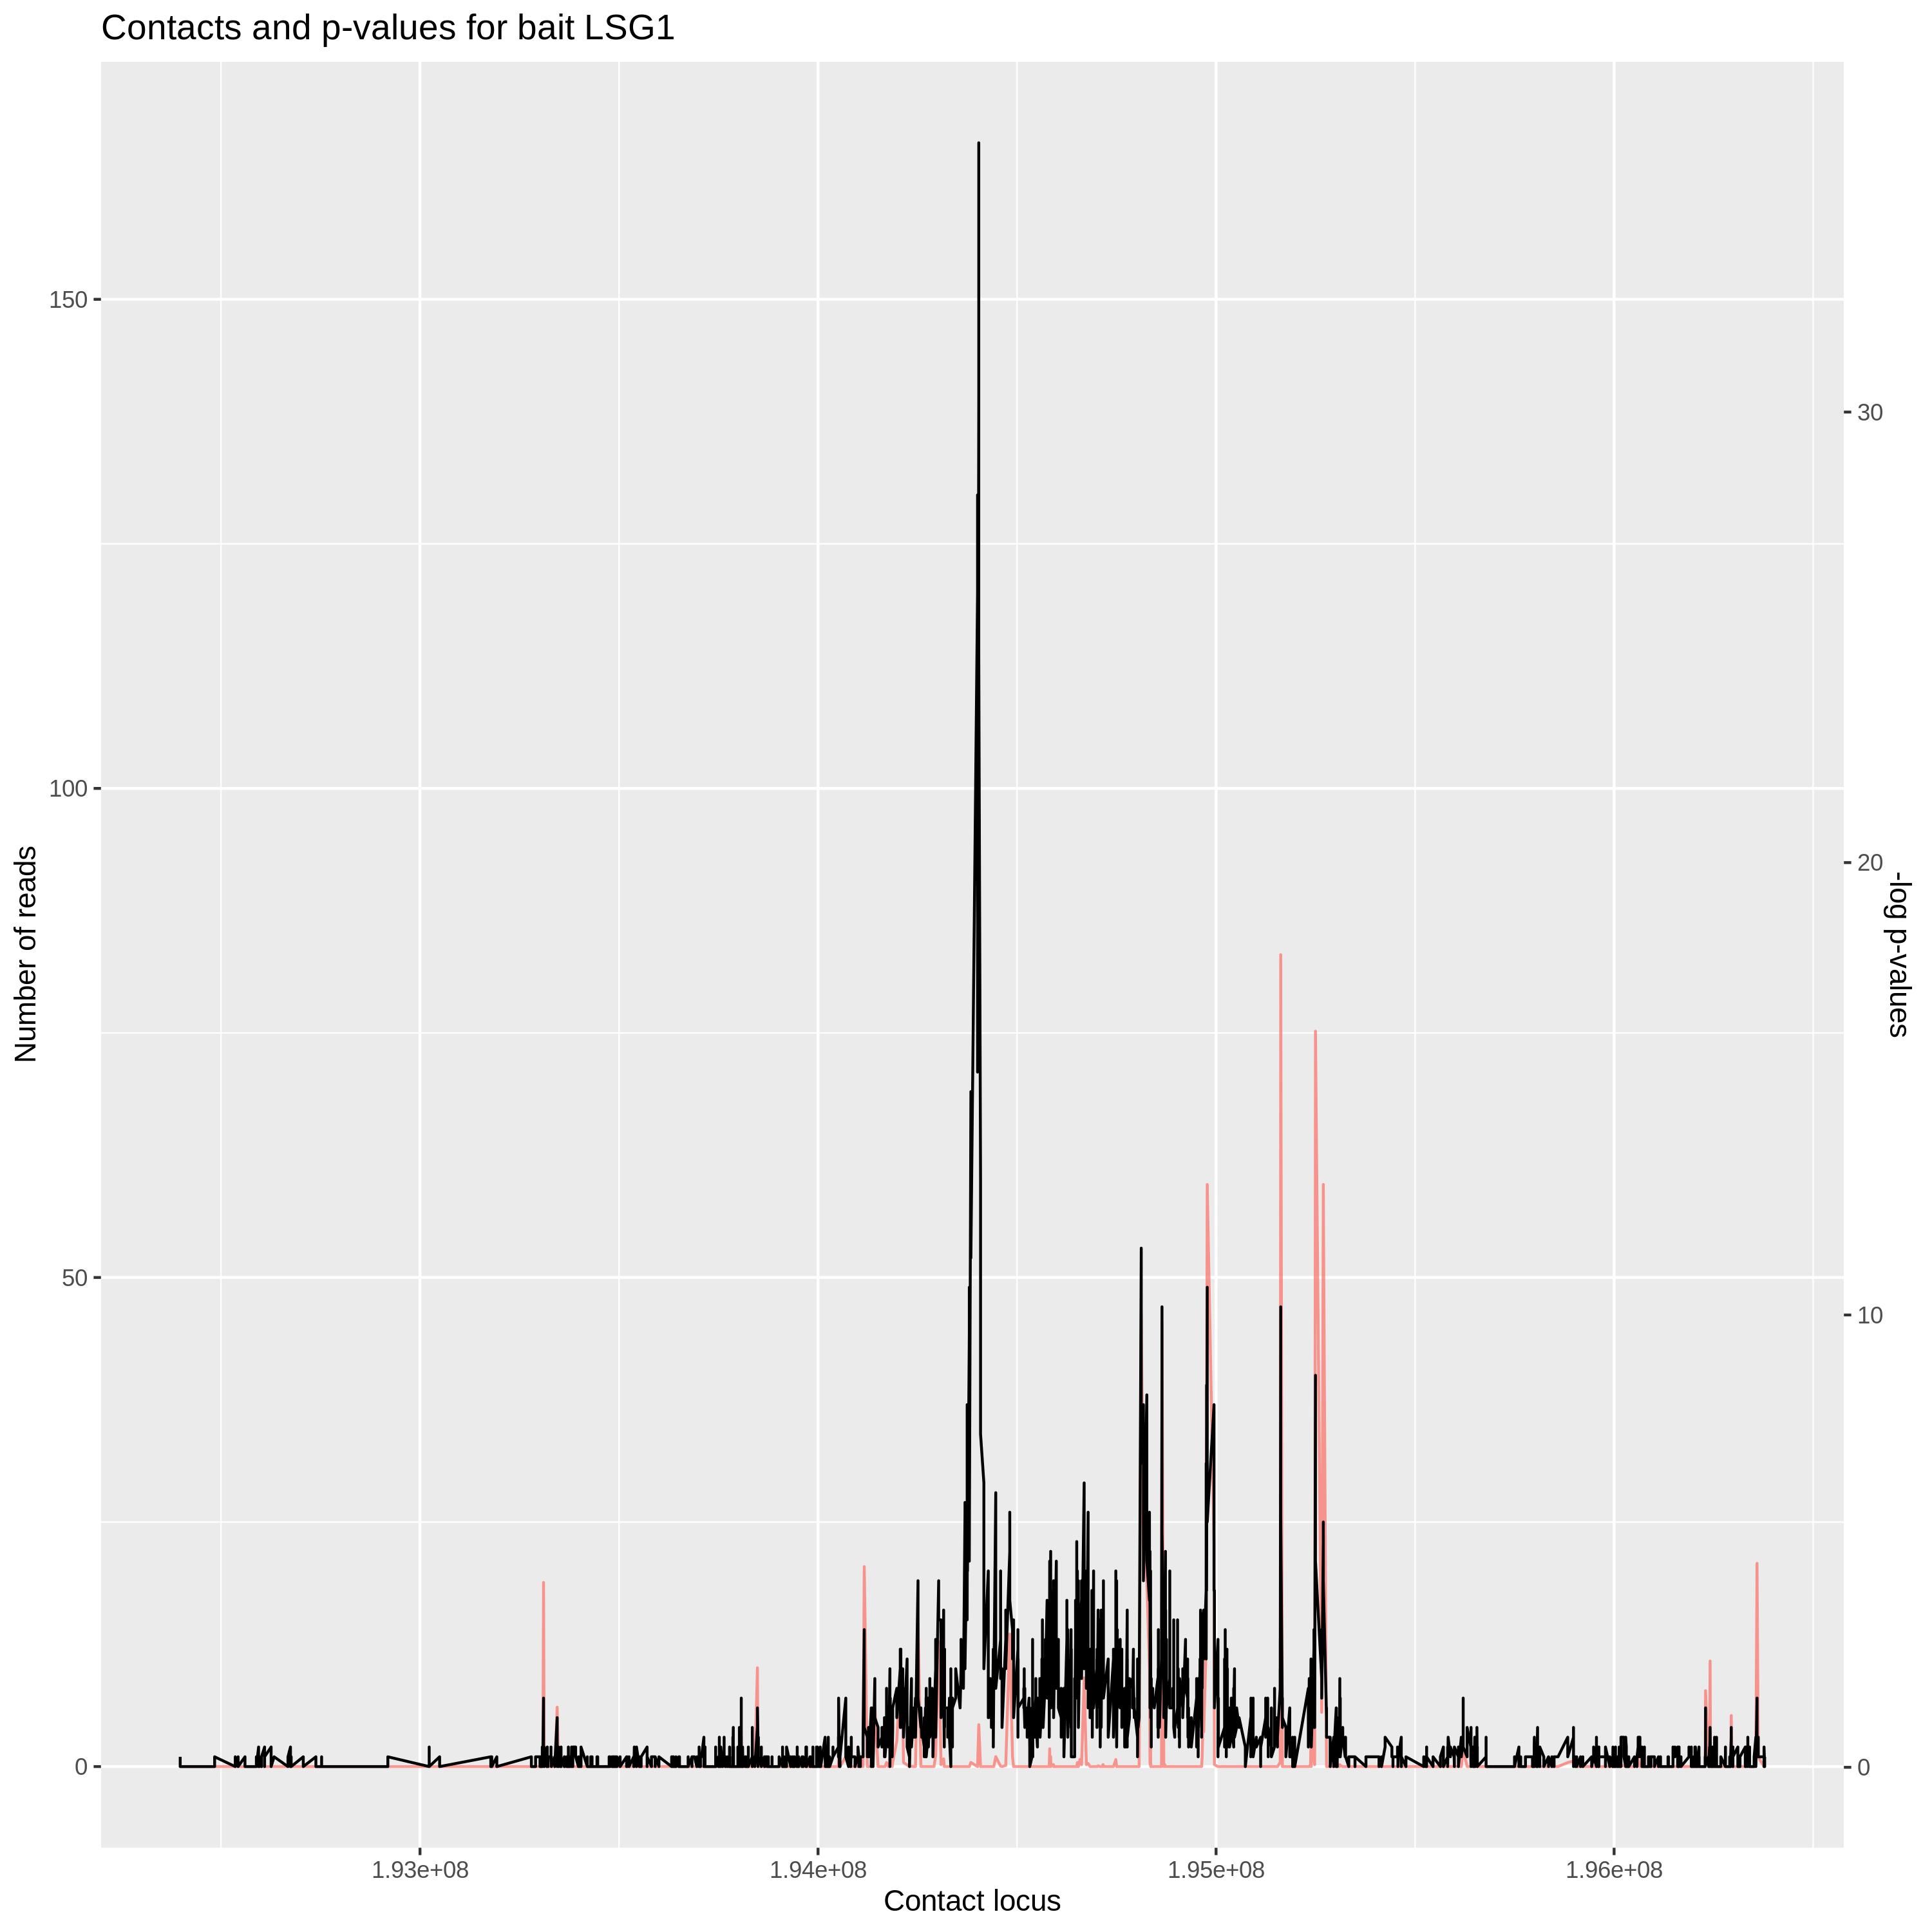 Contacts and p-values for bait LSG1
150
100
50
0
30
20
10
0
Number of reads
-log p-values
1.93e+08 1.94e+08 1.95e+08 1.96e+08
Contact locus